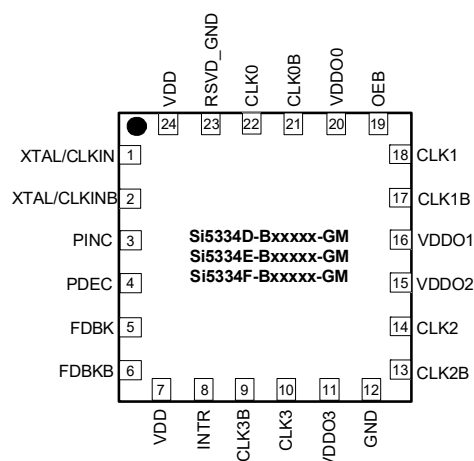 VDD
RSVD_GND
CLK0
CLK0B
VDDO0
OEB
24
23
22
21
20
19
XTAL/CLKIN 1
XTAL/CLKINB 2
PINC 3
PDEC 4
FDBK 5
FDBKB 6
Si5334D-Bxxxxx-GM
Si5334E-Bxxxxx-GM
Si5334F-Bxxxxx-GM
18 CLK1
17 CLK1B
16 VDDO1
15 VDDO2
14 CLK2
13 CLK2B
7
8
9
10
11
12
VDD
INTR
CLK3B
CLK3
VDDO3
GND